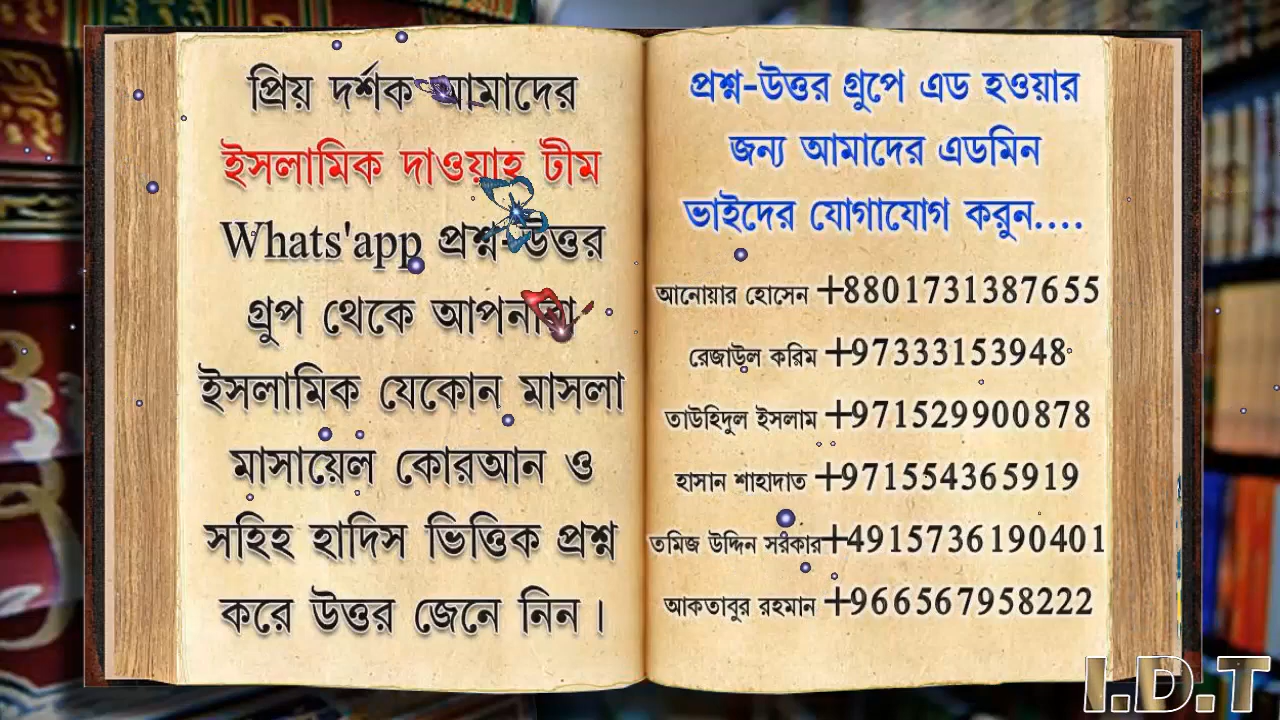 প্রিয় দর্শক আমাদের
ইসলামিক দাওয়াহ টীম
Whats'app প্রশ্ন-উত্তর
গ্রুপ থেকে আপনারা
ইসলামিক যেকোন মাসলা
মাসায়েল কোরআন ও
সহিহ হাদিস ভিত্তিক প্রশ্ন
করে উত্তর জেনে নিন।
প্রশ্ন-উত্তর গ্রুপে এড হওয়ার
জন্য আমাদের এডমিন
ভাইদের যোগাযোগ করুন....
আনোয়ার হোসেন +8801731387655
রেজাউল করিম +97333153948
তাউহিদুল ইসলাম +971529900878
হাসান শাহাদাত +971554365919
তমিজ উদ্দিন সরকার+4915736190401
আকতাবুর রহমান +966567958222
I.D.T